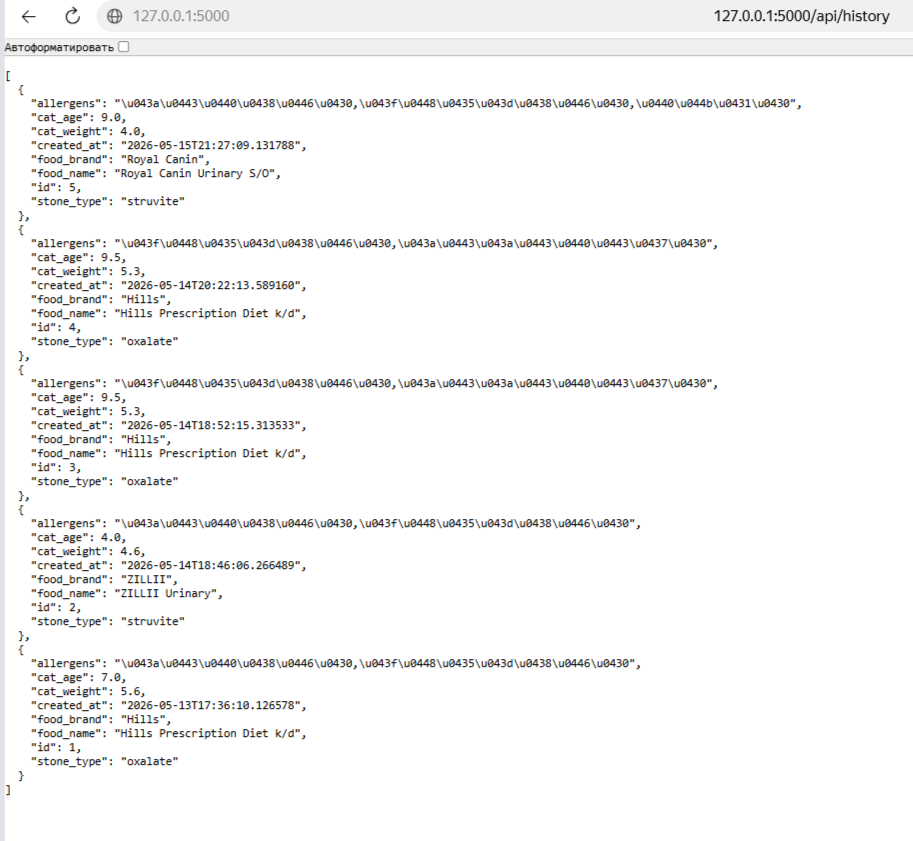 127.0.0.1:5000
127.0.0.1:5000/api/history
Автоформатировать
[
  {
    "allergens": "\u043a\u0443\u0440\u0438\u0446\u0430,\u043f\u0448\u0435\u043d\u0438\u0446\u0430,\u0440\u044b\u0431\u0430",
    "cat_age": 9.0,
    "cat_weight": 4.0,
    "created_at": "2026-05-15T21:27:09.131788",
    "food_brand": "Royal Canin",
    "food_name": "Royal Canin Urinary S/O",
    "id": 5,
    "stone_type": "struvite"
  },
  {
    "allergens": "\u043f\u0448\u0435\u043d\u0438\u0446\u0430,\u043a\u0443\u043a\u0443\u0440\u0443\u0437\u0430",
    "cat_age": 9.5,
    "cat_weight": 5.3,
    "created_at": "2026-05-14T20:22:13.589160",
    "food_brand": "Hills",
    "food_name": "Hills Prescription Diet k/d",
    "id": 4,
    "stone_type": "oxalate"
  },
  {
    "allergens": "\u043f\u0448\u0435\u043d\u0438\u0446\u0430,\u043a\u0443\u043a\u0443\u0440\u0443\u0437\u0430",
    "cat_age": 9.5,
    "cat_weight": 5.3,
    "created_at": "2026-05-14T18:52:15.313533",
    "food_brand": "Hills",
    "food_name": "Hills Prescription Diet k/d",
    "id": 3,
    "stone_type": "oxalate"
  },
  {
    "allergens": "\u043a\u0443\u0440\u0438\u0446\u0430,\u043f\u0448\u0435\u043d\u0438\u0446\u0430",
    "cat_age": 4.0,
    "cat_weight": 4.6,
    "created_at": "2026-05-14T18:46:06.266489",
    "food_brand": "ZILLII",
    "food_name": "ZILLII Urinary",
    "id": 2,
    "stone_type": "struvite"
  },
  {
    "allergens": "\u043a\u0443\u0440\u0438\u0446\u0430,\u043f\u0448\u0435\u043d\u0438\u0446\u0430",
    "cat_age": 7.0,
    "cat_weight": 5.6,
    "created_at": "2026-05-13T17:36:10.126578",
    "food_brand": "Hills",
    "food_name": "Hills Prescription Diet k/d",
    "id": 1,
    "stone_type": "oxalate"
  }
]